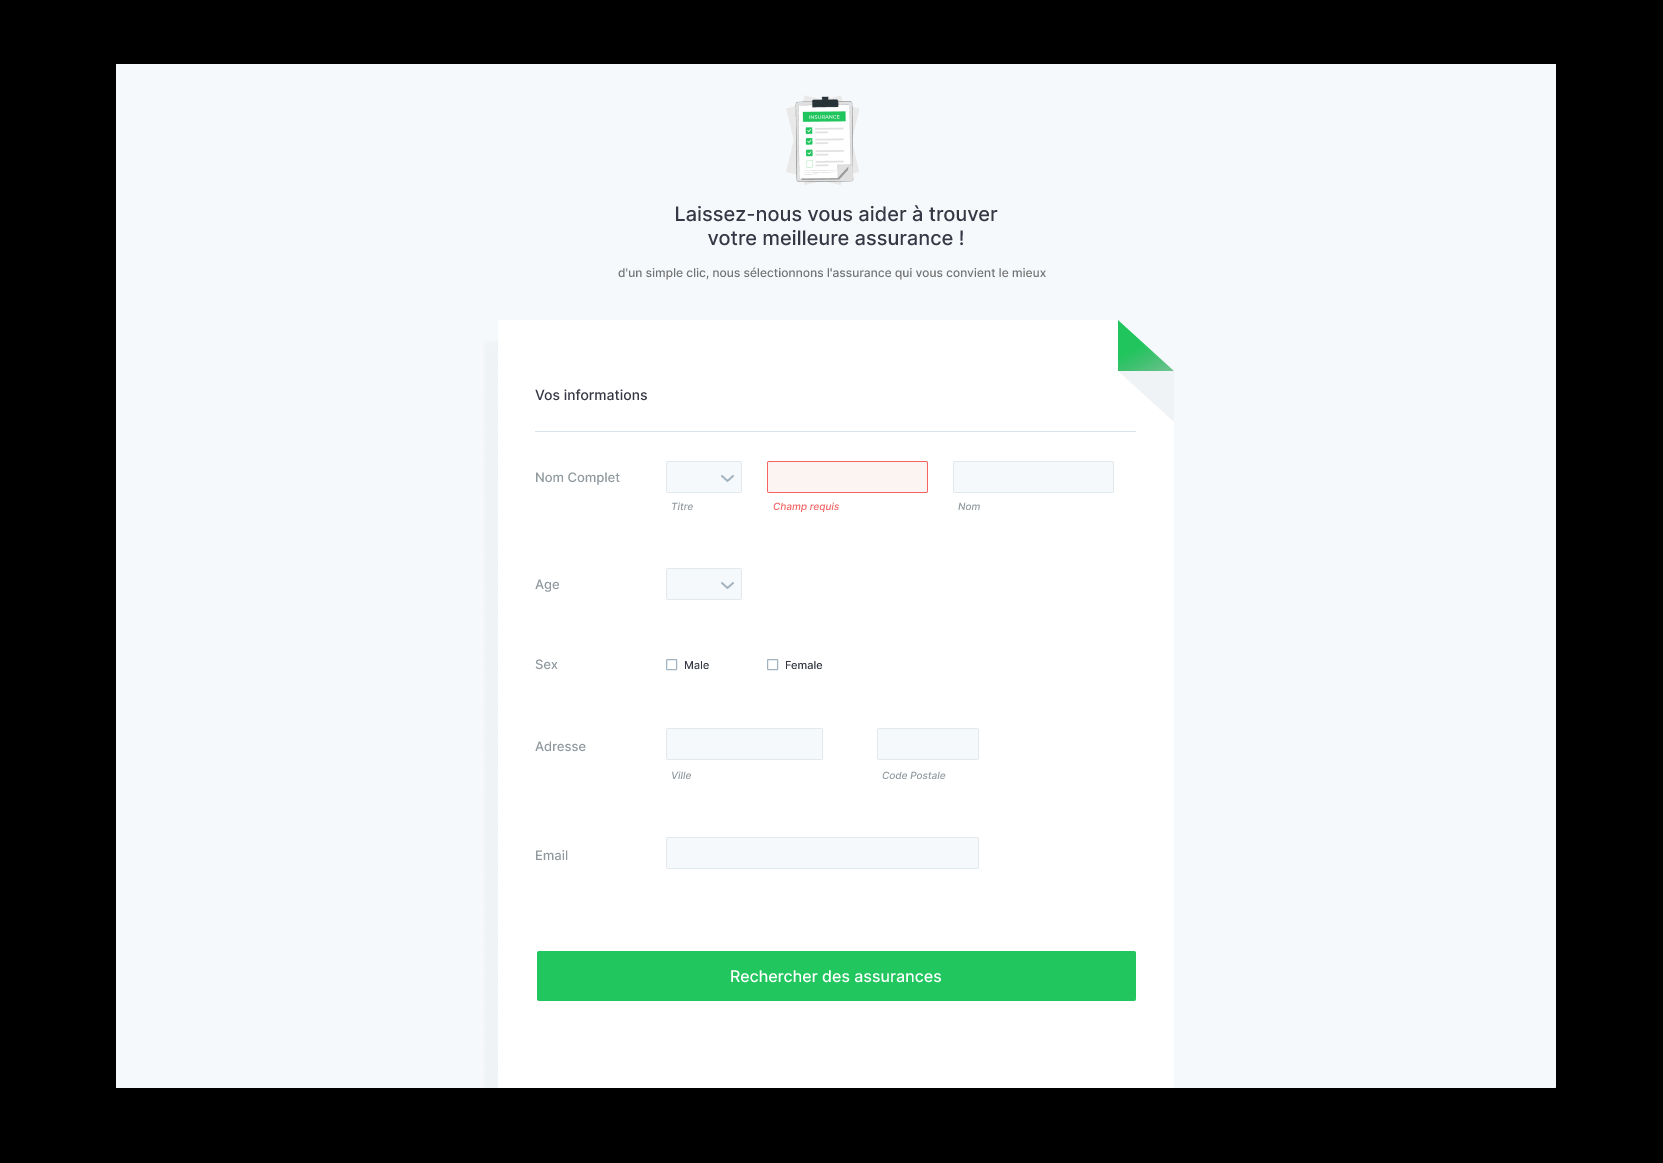 INSURANCE
Laissez-nous vous aider à trouver
votre meilleure assurance !
d'un simple clic, nous sélectionnons l'assurance qui vous convient le mieux
Vos informations
Nom Complet
Titre
Champ requis
Nom
Age
Sex
Male
Female
Adresse
Ville
Code Postale
Email
Rechercher des assurances